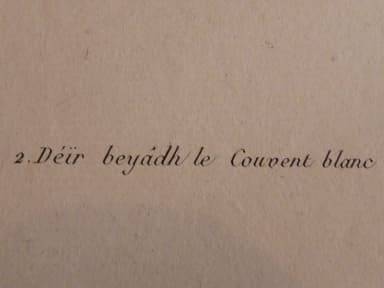 2. Déïr beyâdh le Couvent blanc